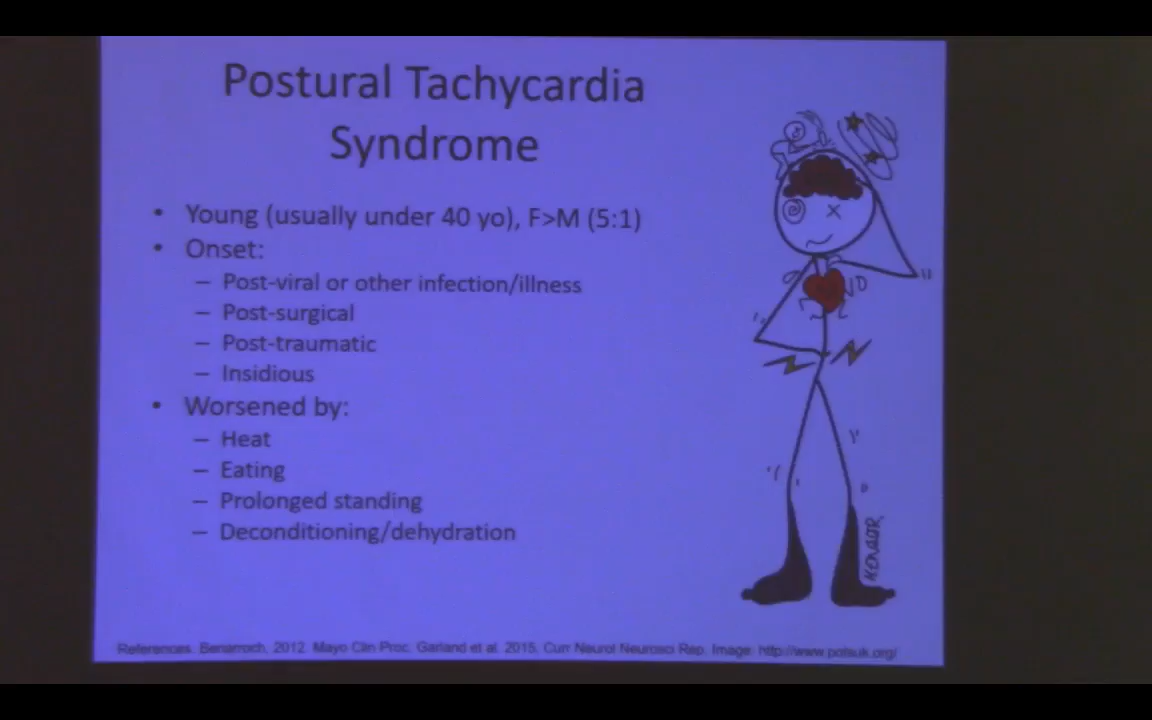 Postural Tachycardia
Syndrome
• Young (usually under 40 yo), F>M (5:1)
• Onset:
– Post-viral or other infection/illness
– Post-surgical
– Post-traumatic
– Insidious
• Worsened by:
– Heat
– Eating
– Prolonged standing
– Deconditioning/dehydration
References. Benarroch, 2012. Mayo Clin Proc. Garland et al. 2015, Curr Neurol Neurosci Rep. Image: http://www.potsuk.org/